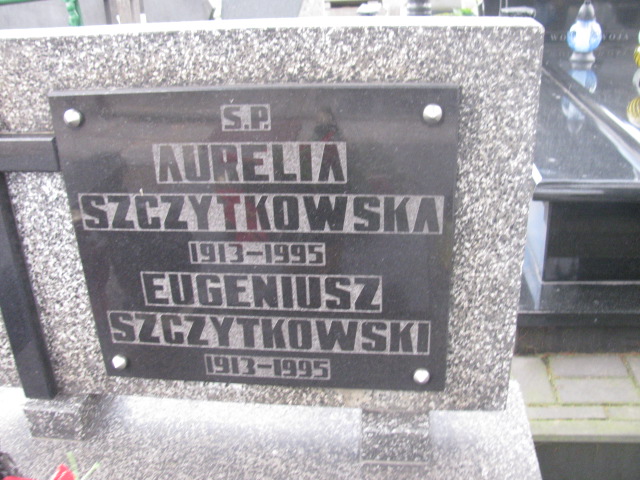 Ś.P.
AURELIA
SZCZYTKOWSKA
1913-1995
EUGENIUSZ
SZCZYTKOWSKI
1913-1995